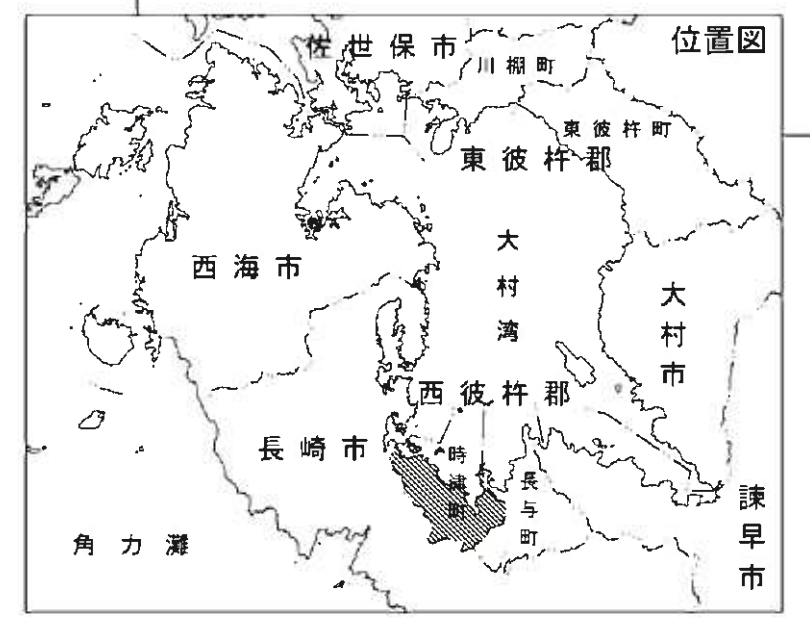 位置図
佐世保市
川棚町
東彼杵町
東彼杵郡
西海市
大村湾
大村市
西彼杵郡
長崎市
時津町
長与町
諫早市
角力灘